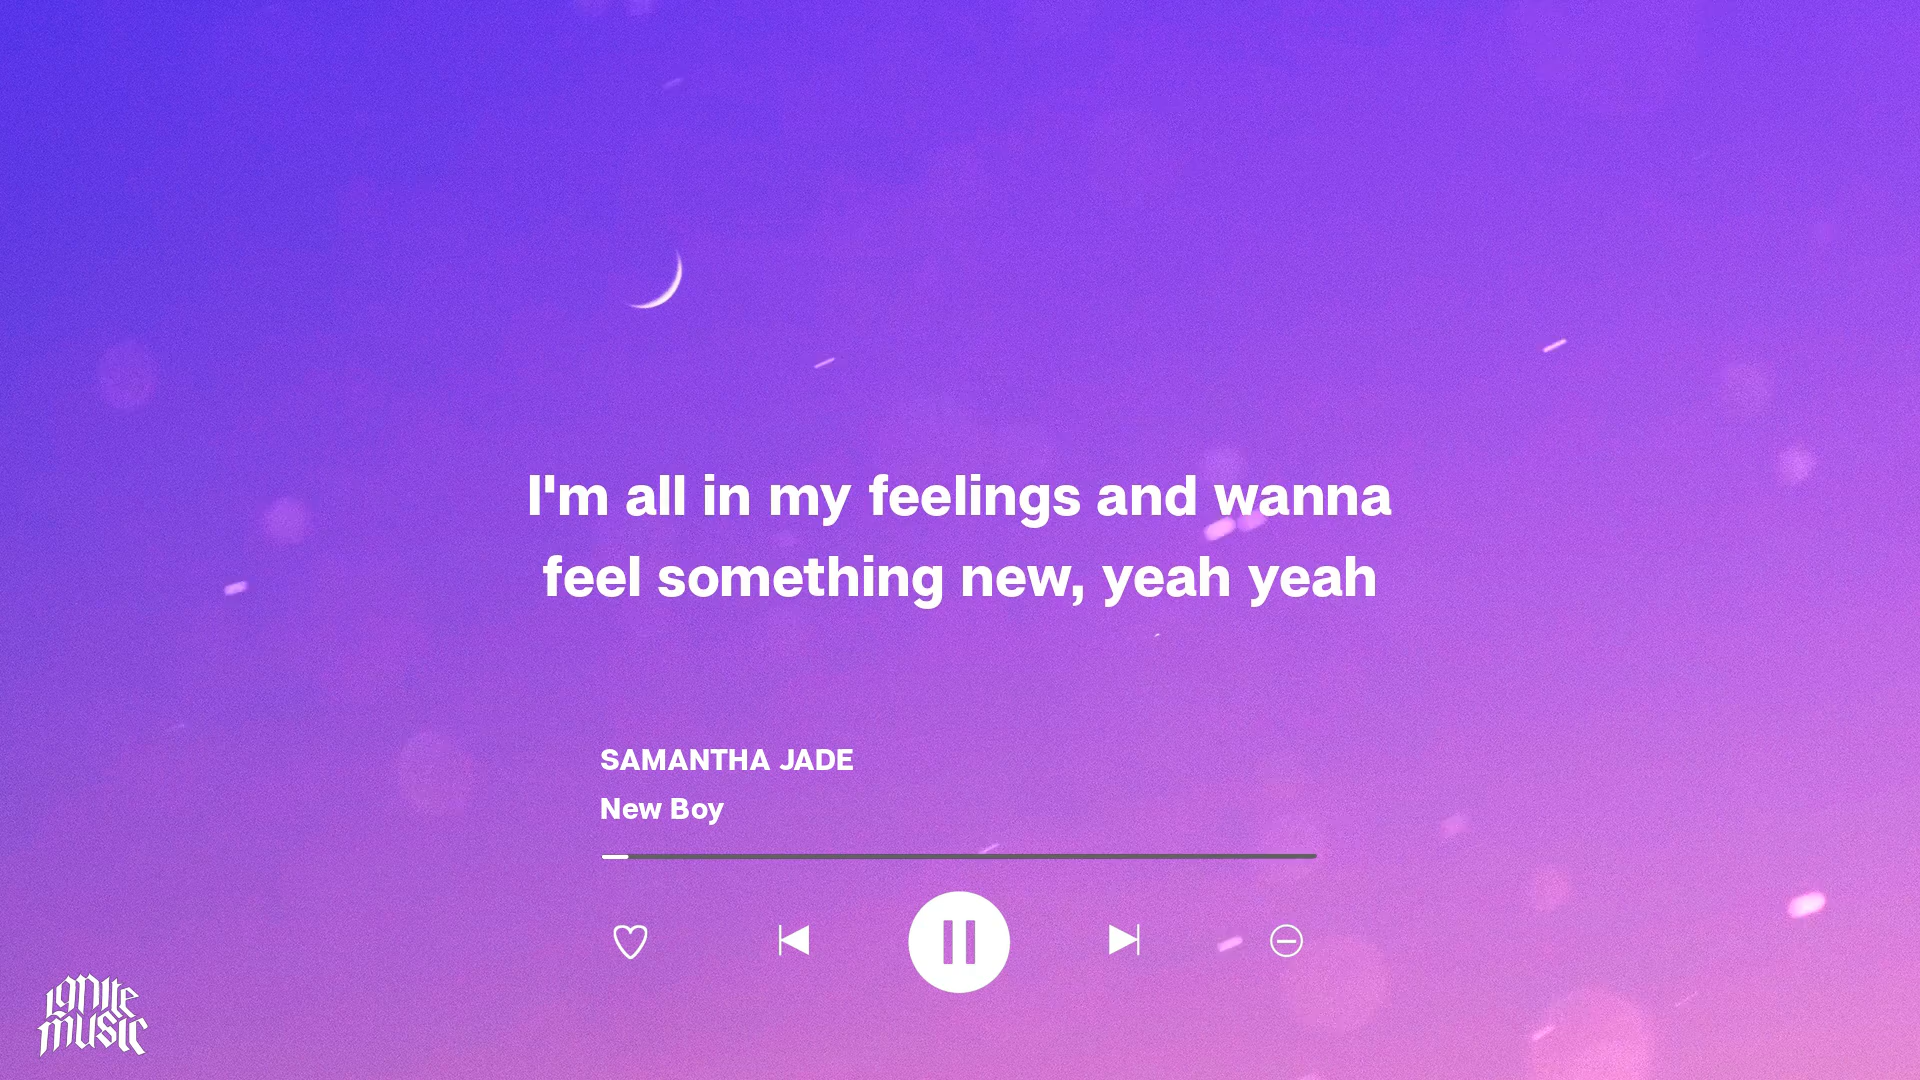 I'm all in my feelings and wanna
feel something new, yeah yeah
SAMANTHA JADE
New Boy
ignite
music